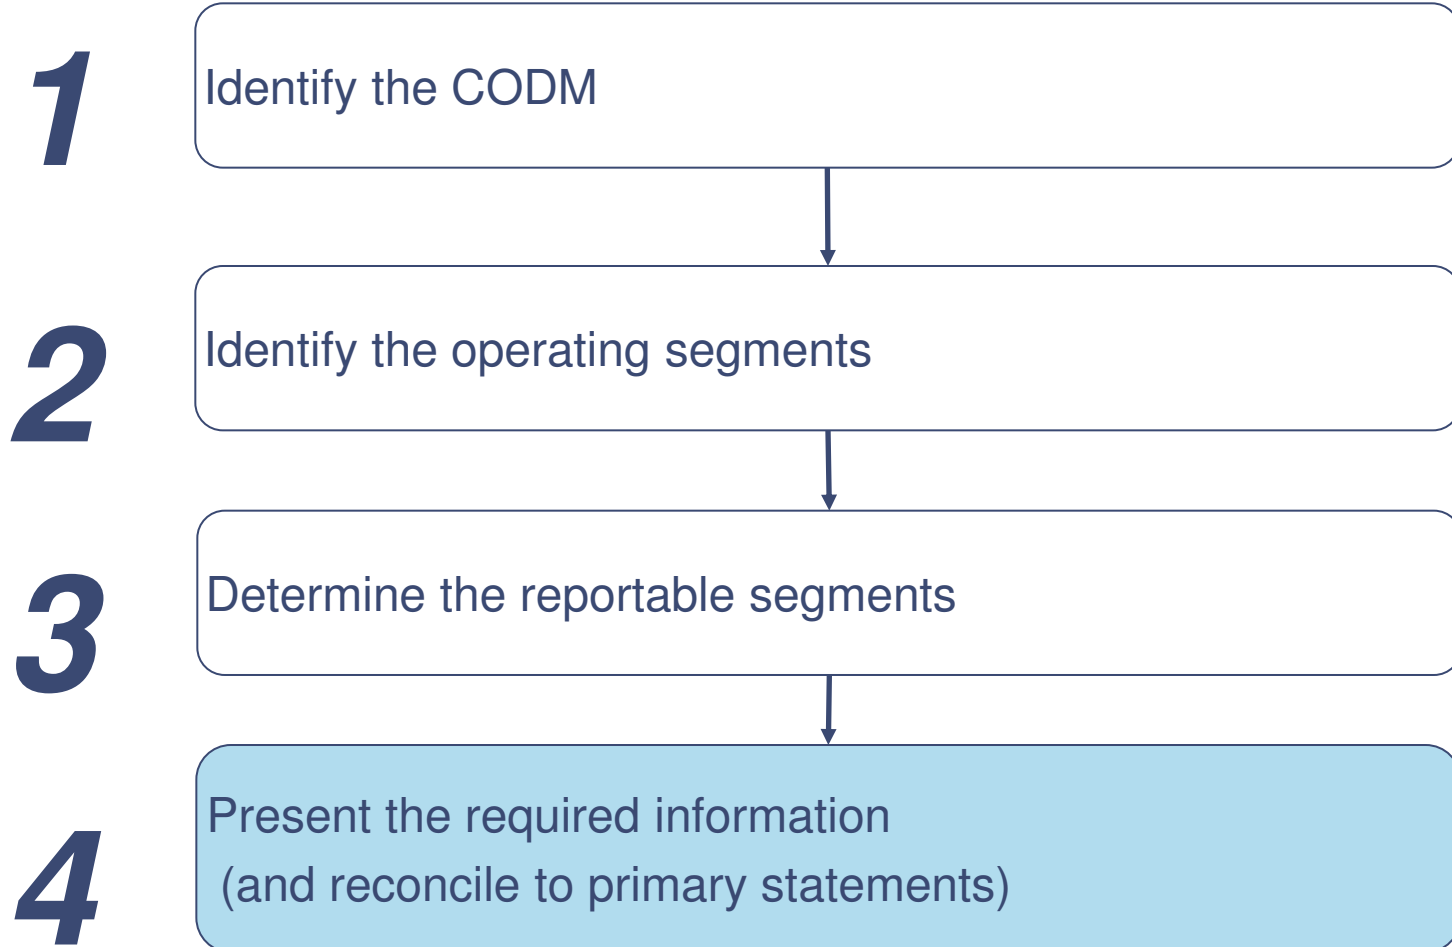 1
Identify the CODM
2
Identify the operating segments
3
Determine the reportable segments
4
Present the required information
(and reconcile to primary statements)